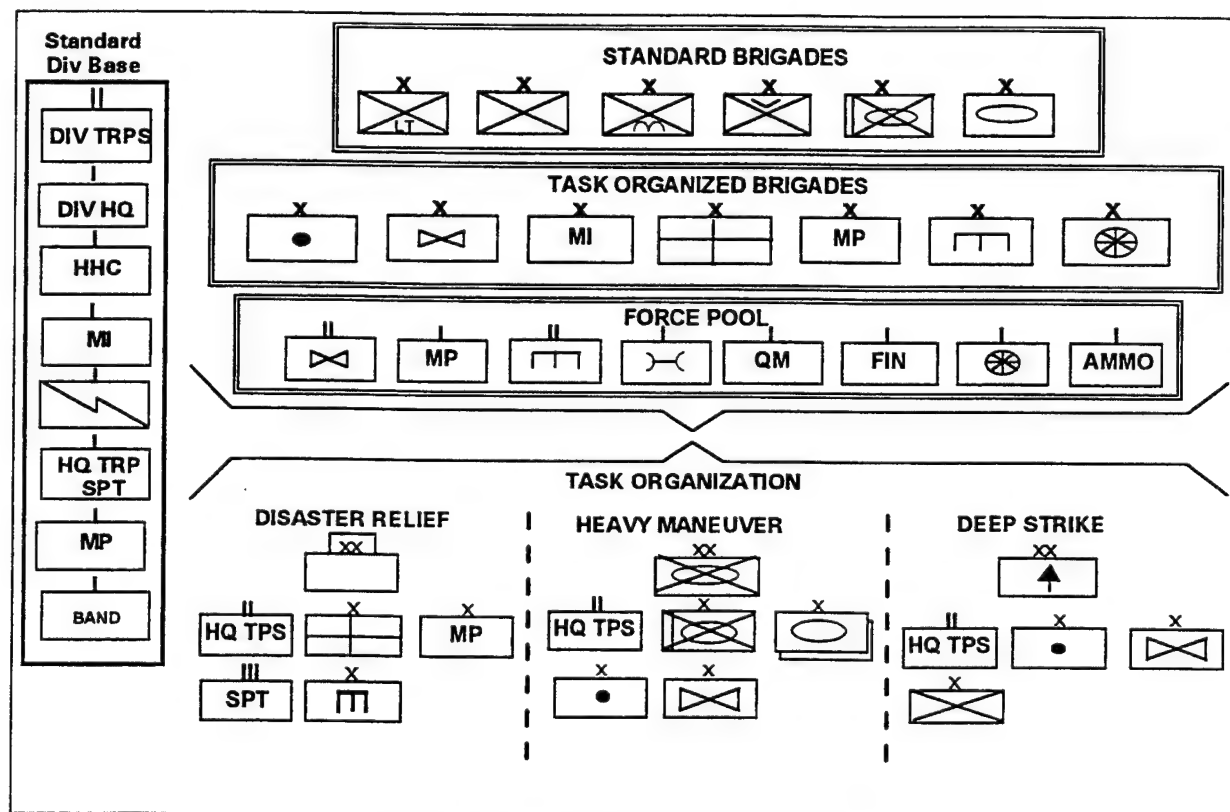 Standard
Div Base
II
DIV TRPS
I
DIV HQ
I
HHC
I
MI
I
I
HQ TRP
SPT
I
MP
I
BAND
STANDARD BRIGADES
X X X X X X
LT
TASK ORGANIZED BRIGADES
X X X X X X X
MI MP
FORCE POOL
II I II I I I I I
MP QM FIN AMMO
TASK ORGANIZATION
DISASTER RELIEF
XX
II X X
HQ TPS MP
III X
SPT
HEAVY MANEUVER
XX
II X X
HQ TPS
X X
DEEP STRIKE
XX
II X X
HQ TPS
X